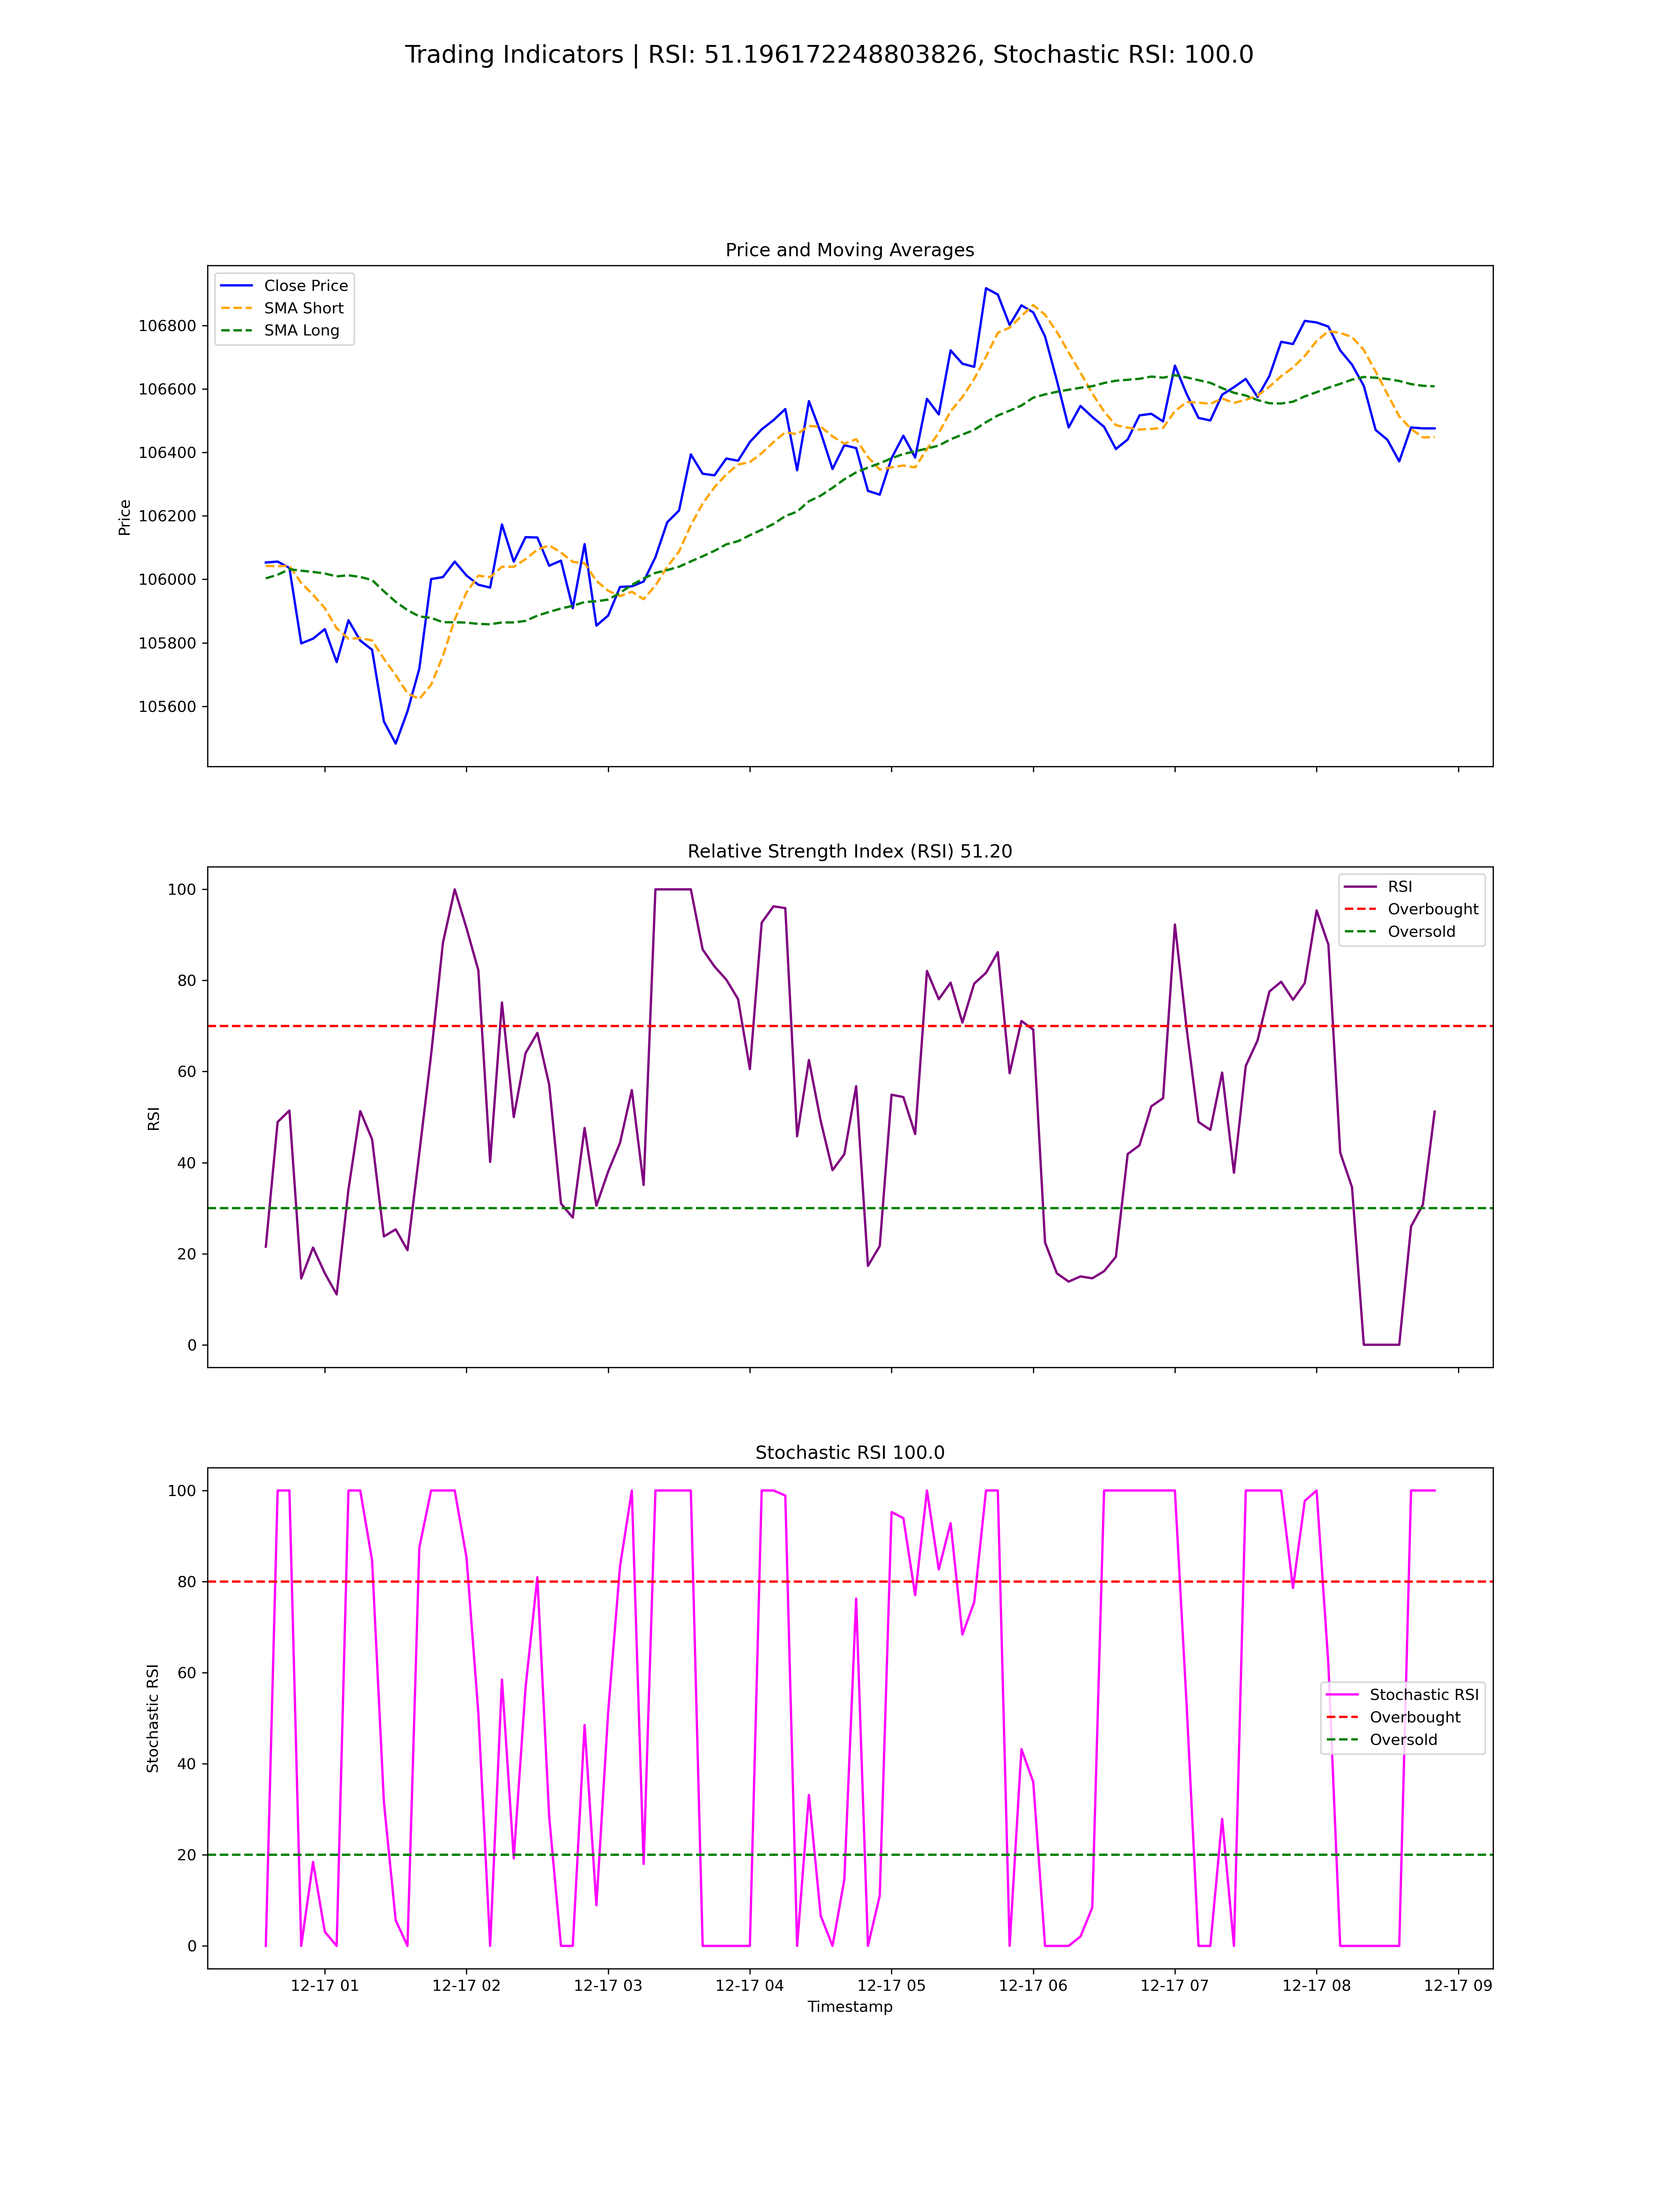 Trading Indicators | RSI: 51.196172248803826, Stochastic RSI: 100.0
Price and Moving Averages
Close Price
SMA Short
SMA Long
106800
106600
106400
106200
106000
105800
105600
Price
Relative Strength Index (RSI) 51.20
RSI
Overbought
Oversold
100
80
60
40
20
0
RSI
Stochastic RSI 100.0
100
80
60
40
20
0
Stochastic RSI
Stochastic RSI
Overbought
Oversold
12-17 01 12-17 02 12-17 03 12-17 04 12-17 05 12-17 06 12-17 07 12-17 08 12-17 09
Timestamp